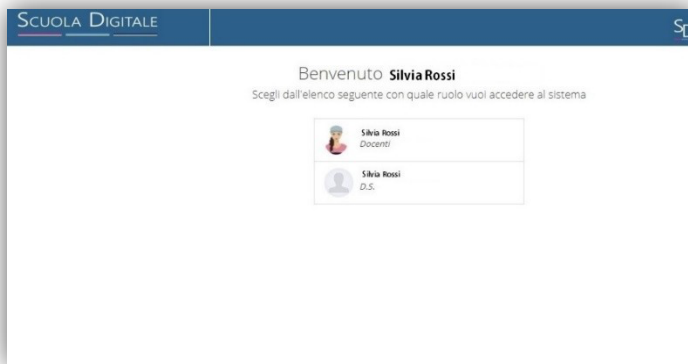 SCUOLA DIGITALE
SD
Benvenuto Silvia Rossi
Scegli dall'elenco seguente con quale ruolo vuoi accedere al sistema
Silvia Rossi
Docenti
Silvia Rossi
D.S.